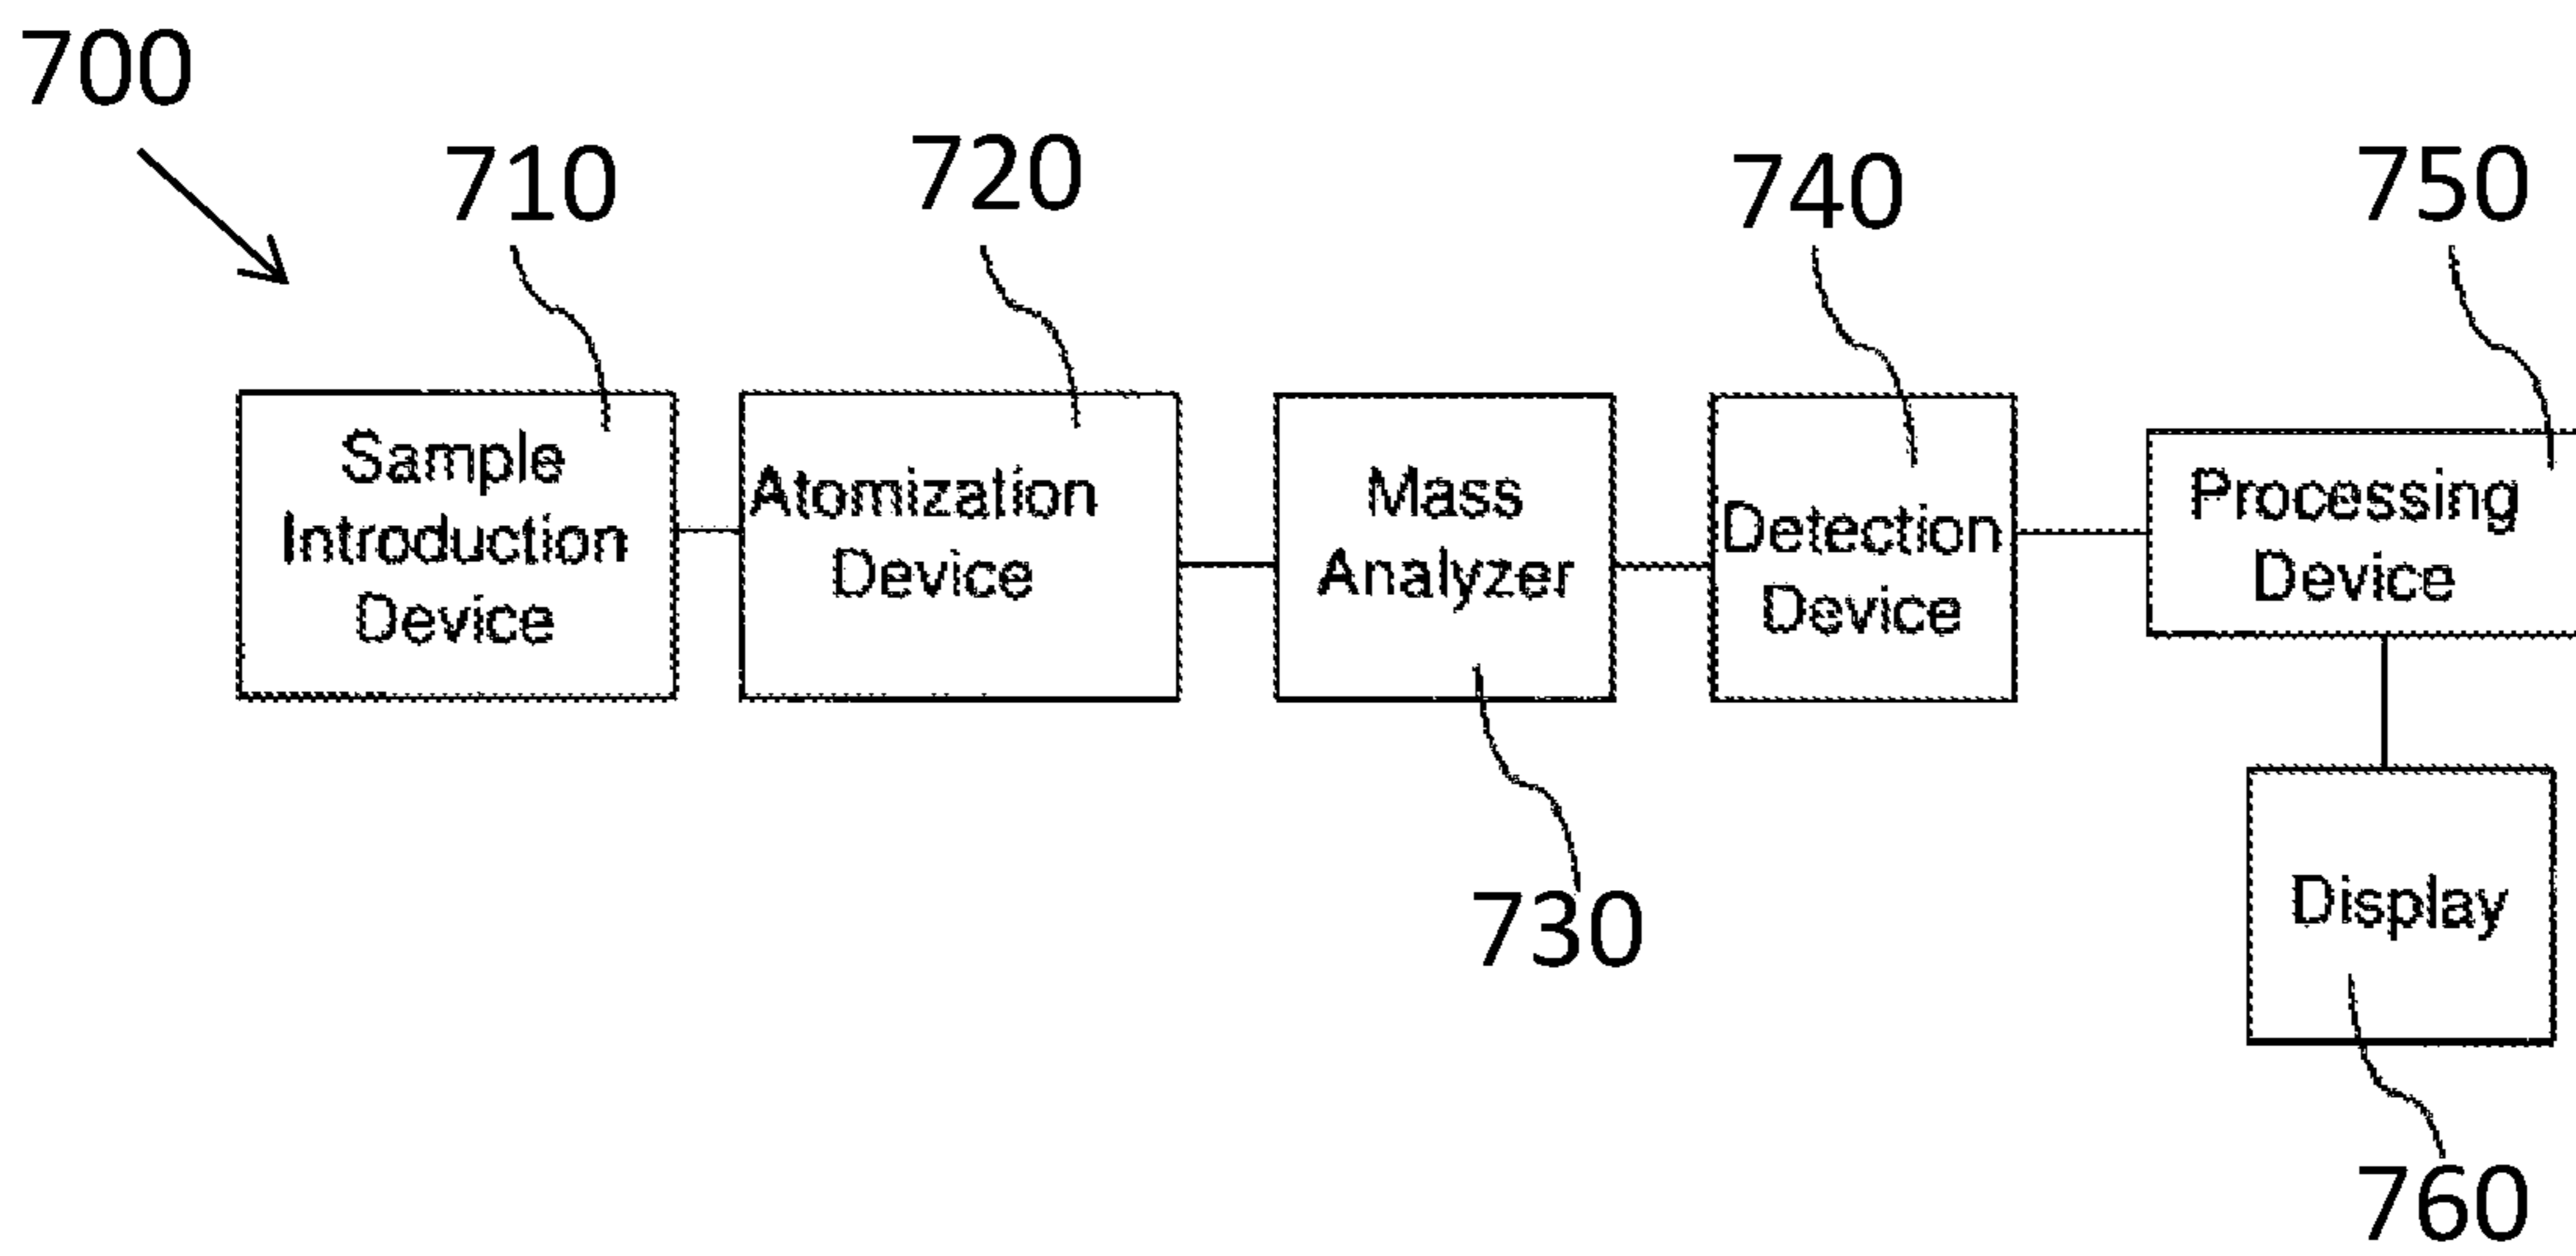 700
710
720
740
750
Sample
Introduction
Device
Atomization
Device
Mass
Analyzer
Detection
Device
Processing
Device
730
Display
760